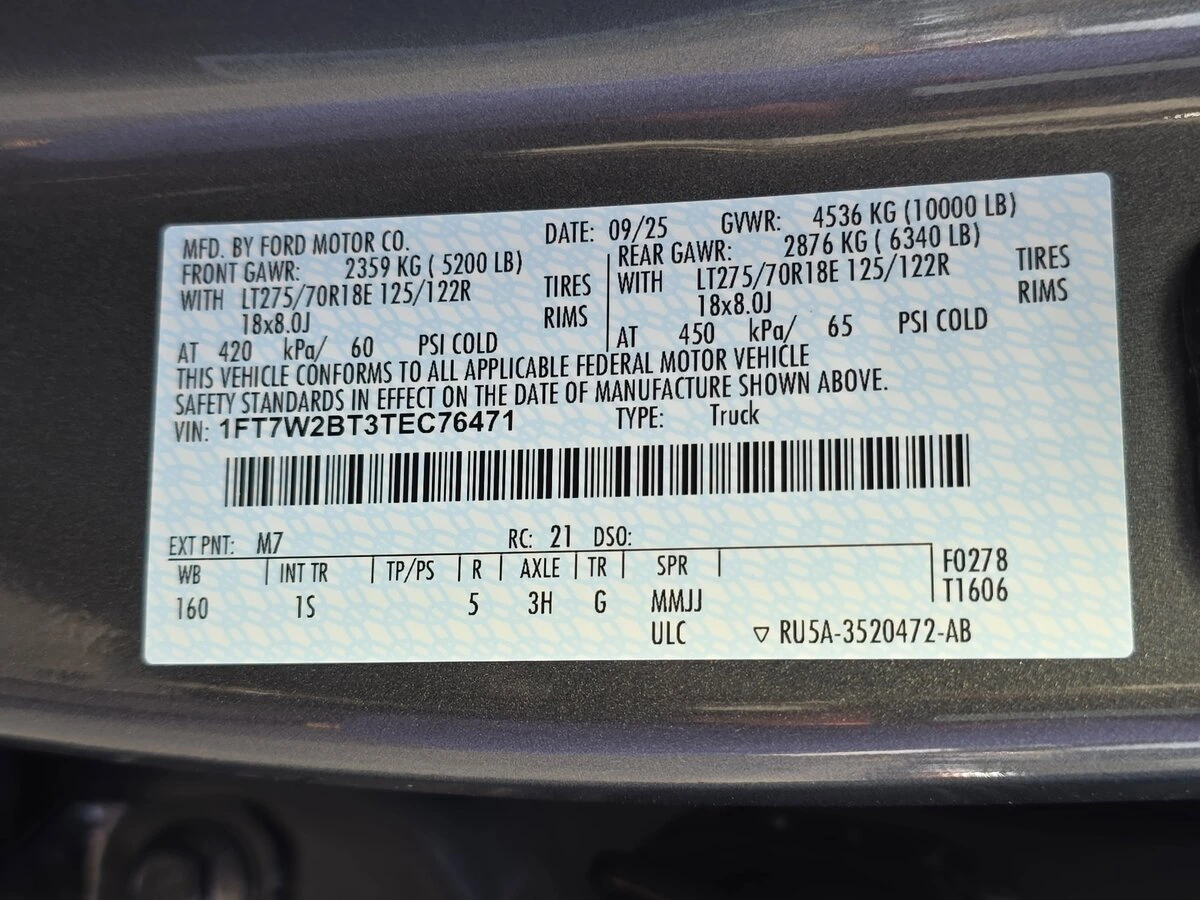 MFD. BY FORD MOTOR CO. DATE: 09/25 GVWR: 4536 KG (10000 LB)
FRONT GAWR: 2359 KG ( 5200 LB) REAR GAWR: 2876 KG ( 6340 LB)
WITH LT275/70R18E 125/122R TIRES WITH LT275/70R18E 125/122R TIRES
18x8.0J RIMS 18x8.0J RIMS
AT 420 kPa/ 60 PSI COLD AT 450 kPa/ 65 PSI COLD
THIS VEHICLE CONFORMS TO ALL APPLICABLE FEDERAL MOTOR VEHICLE
SAFETY STANDARDS IN EFFECT ON THE DATE OF MANUFACTURE SHOWN ABOVE.
VIN: 1FT7W2BT3TEC76471 TYPE: Truck
EXT PNT: M7 RC: 21 DSO:
WB INT TR TP/PS R AXLE TR SPR F0278
160 1S 5 3H G MMJJ T1606
ULC ▽ RU5A-3520472-AB